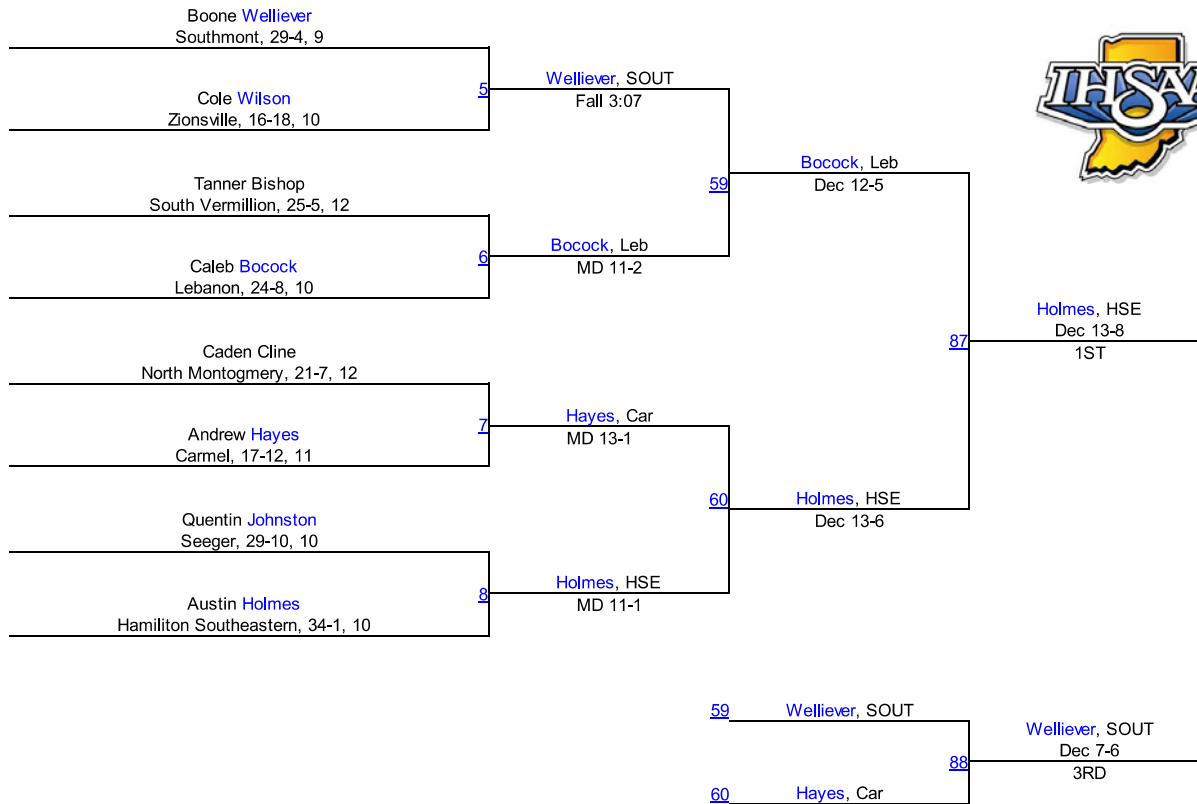 Boone Welliever
Southmont, 29-4, 9
Cole Wilson
Zionsville, 16-18, 10
Tanner Bishop
South Vermillion, 25-5, 12
Caleb Bocock
Lebanon, 24-8, 10
Caden Cline
North Montogmery, 21-7, 12
Andrew Hayes
Carmel, 17-12, 11
Quentin Johnston
Seeger, 29-10, 10
Austin Holmes
Hamiliton Southeastern, 34-1, 10
5
Welliever, SOUT
Fall 3:07
6
Bocock, Leb
MD 11-2
7
Hayes, Car
MD 13-1
8
Holmes, HSE
MD 11-1
59
Bocock, Leb
Dec 12-5
60
Holmes, HSE
Dec 13-6
87
Holmes, HSE
Dec 13-8
1ST
59
Welliever, SOUT
60
Hayes, Car
88
Welliever, SOUT
Dec 7-6
3RD
IHSAA